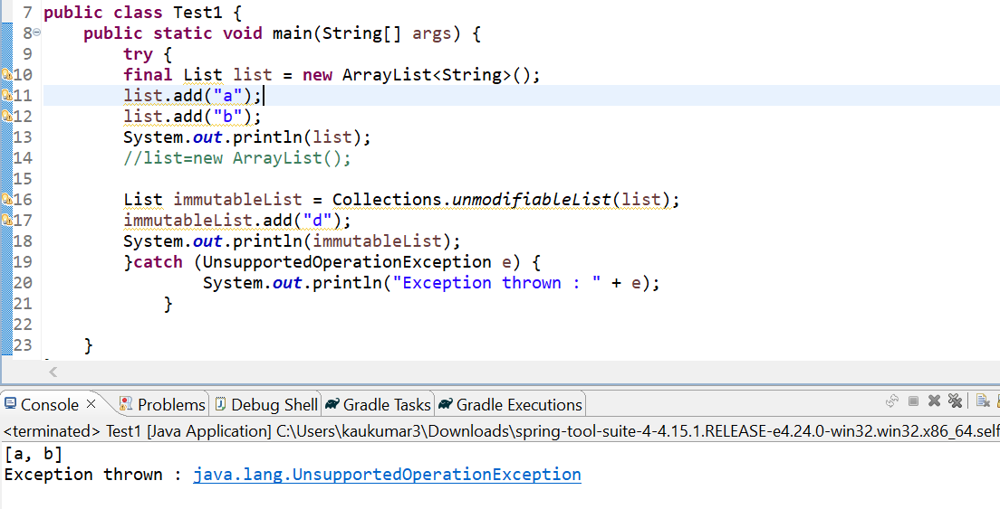 7 public class Test1 {
8 public static void main(String[] args) {
9 try {
10 final List list = new ArrayList<String>();
11 list.add("a");
12 list.add("b");
13 System.out.println(list);
14 //list=new ArrayList();
15
16 List immutableList = Collections.unmodifiableList(list);
17 immutableList.add("d");
18 System.out.println(immutableList);
19 }catch (UnsupportedOperationException e) {
20 System.out.println("Exception thrown : " + e);
21 }
22
23 }
Console Problems Debug Shell Gradle Tasks Gradle Executions
<terminated> Test1 [Java Application] C:\Users\kaukumar3\Downloads\spring-tool-suite-4-4.15.1.RELEASE-e4.24.0-win32.win32.x86_64.self
[a, b]
Exception thrown : java.lang.UnsupportedOperationException